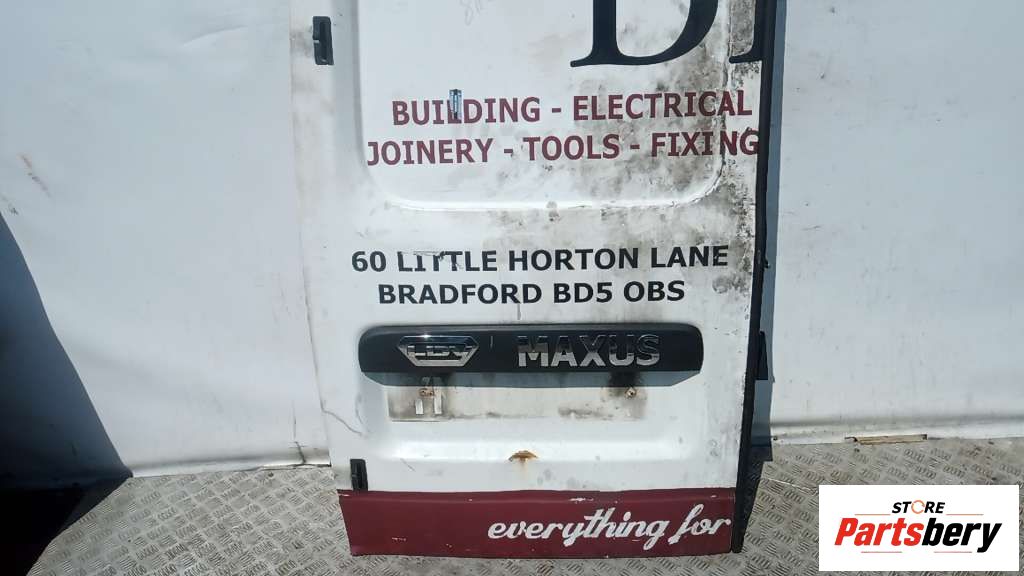 BUILDING - ELECTRICAL
JOINERY - TOOLS - FIXING
60 LITTLE HORTON LANE
BRADFORD BD5 OBS
LDV MAXUS
everything for
STORE
Partsbery